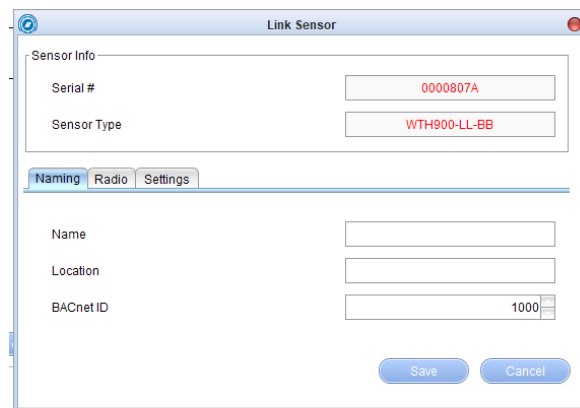 Link Sensor
Sensor Info
Serial # 0000807A
Sensor Type WTH900-LL-BB
Naming Radio Settings
Name
Location
BACnet ID 1000
Save Cancel